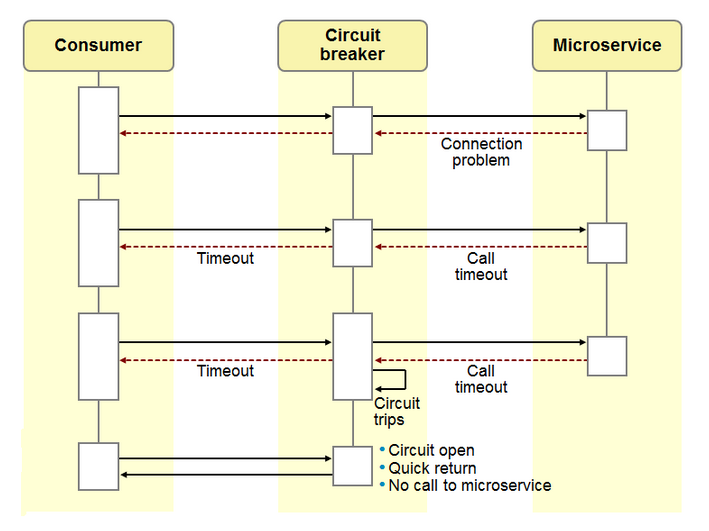 Consumer
Circuit
breaker
Microservice
Connection
problem
Timeout
Call
timeout
Timeout
Call
timeout
Circuit
trips
• Circuit open
• Quick return
• No call to microservice